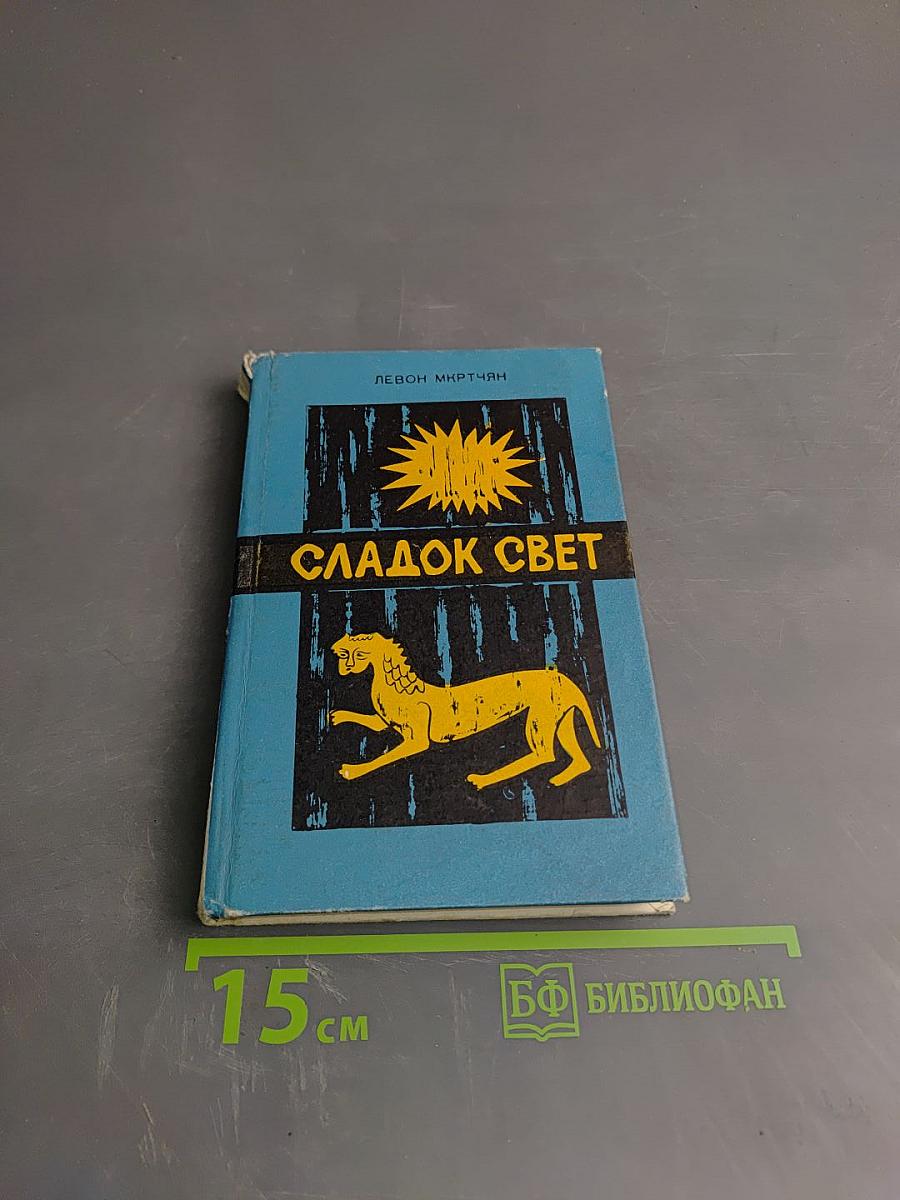 ЛЕВОН МКРТЧЯН
СЛАДОК СВЕТ
15 см
БФ БИБЛИОФАН